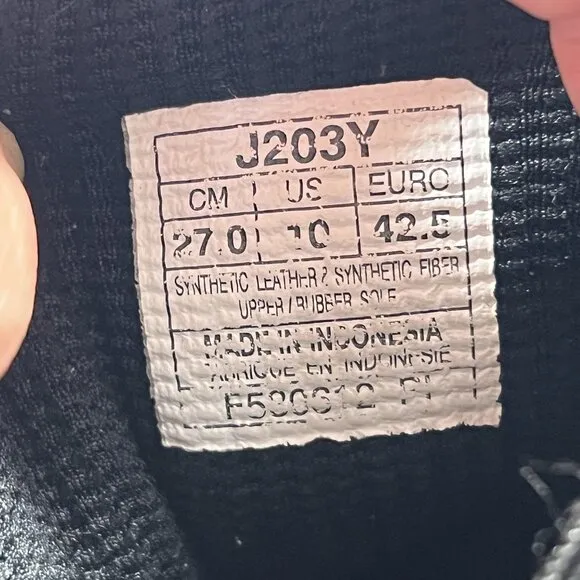 J203Y
CM US EURO
27.0 10 42.5
SYNTHETIC LEATHER & SYNTHETIC FIBER
UPPER / RUBBER SOLE
MADE IN INDONESIA
FABRIQUE EN INDONESIE